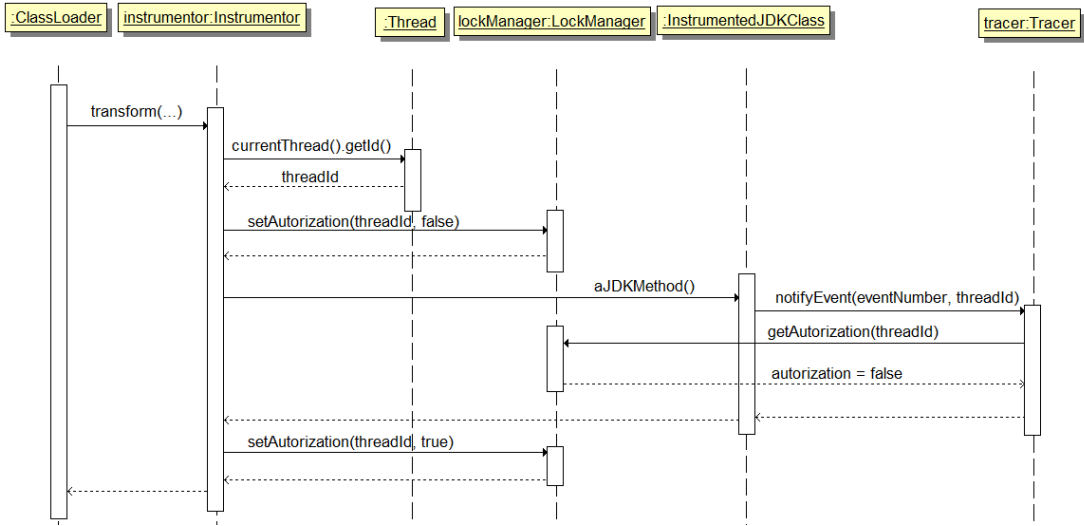 :ClassLoader
instrumentor:Instrumentor
:Thread
lockManager:LockManager
:InstrumentedJDKClass
tracer:Tracer
transform(...)
currentThread().getId()
threadId
setAutorization(threadId, false)
aJDKMethod()
notifyEvent(eventNumber, threadId)
getAutorization(threadId)
autorization = false
setAutorization(threadId, true)